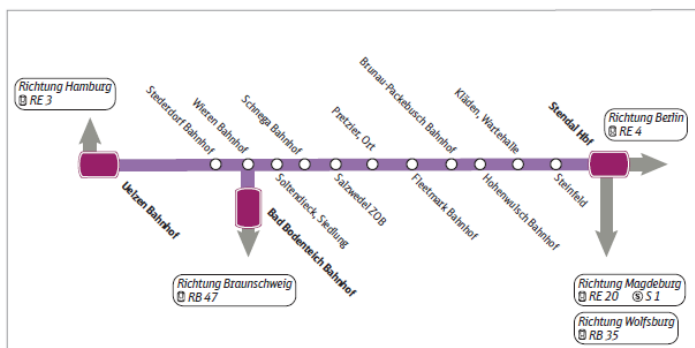 Richtung Hamburg
RE 3
Stederdorf Bahnhof
Wieren Bahnhof
Schnega Bahnhof
Pretzier, Ort
Brunau-Packebusch Bahnhof
Kläden, Wartehalle
Stendal Hbf
Richtung Berlin
RE 4
Uelzen Bahnhof
Bad Bodenteich Bahnhof
Soltendieck, Siedlung
Salzwedel ZOB
Fleetmark Bahnhof
Hohenwulsch Bahnhof
Steinfeld
Richtung Braunschweig
RB 47
Richtung Magdeburg
RE 20 S S 1
Richtung Wolfsburg
RB 35